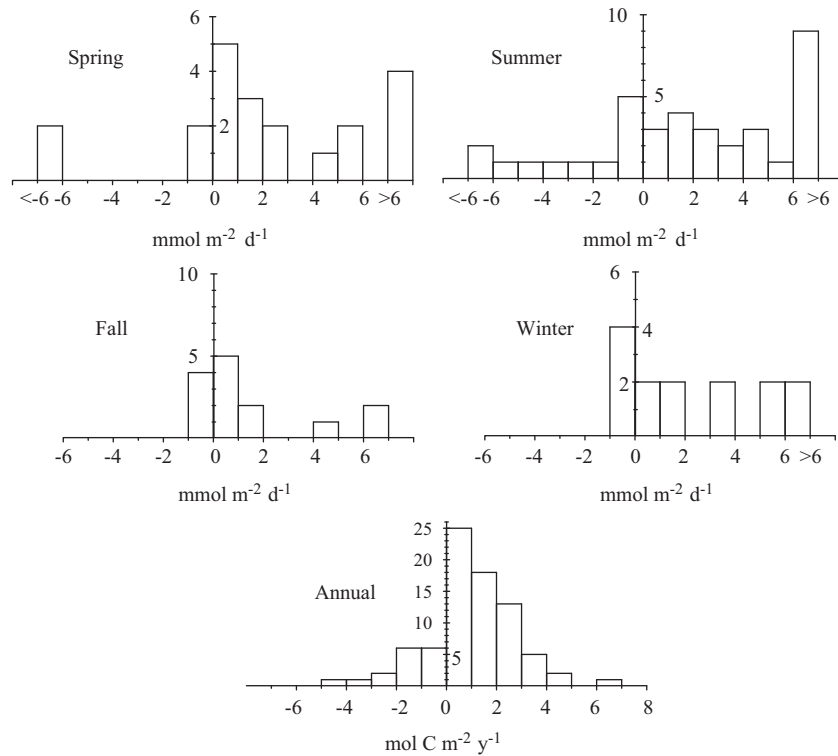 6
Spring
4
2
<-6 -6 -4 -2 0 2 4 6 >6
mmol m-2 d-1
10
Summer
5
<-6 -6 -4 -2 0 2 4 6 >6
mmol m-2 d-1
10
Fall
5
-6 -4 -2 0 2 4 6
mmol m-2 d-1
6
Winter
4
2
-6 -4 -2 0 2 4 6 >6
mmol m-2 d-1
25
20
Annual
15
10
5
-6 -4 -2 0 2 4 6 8
mol C m-2 y-1